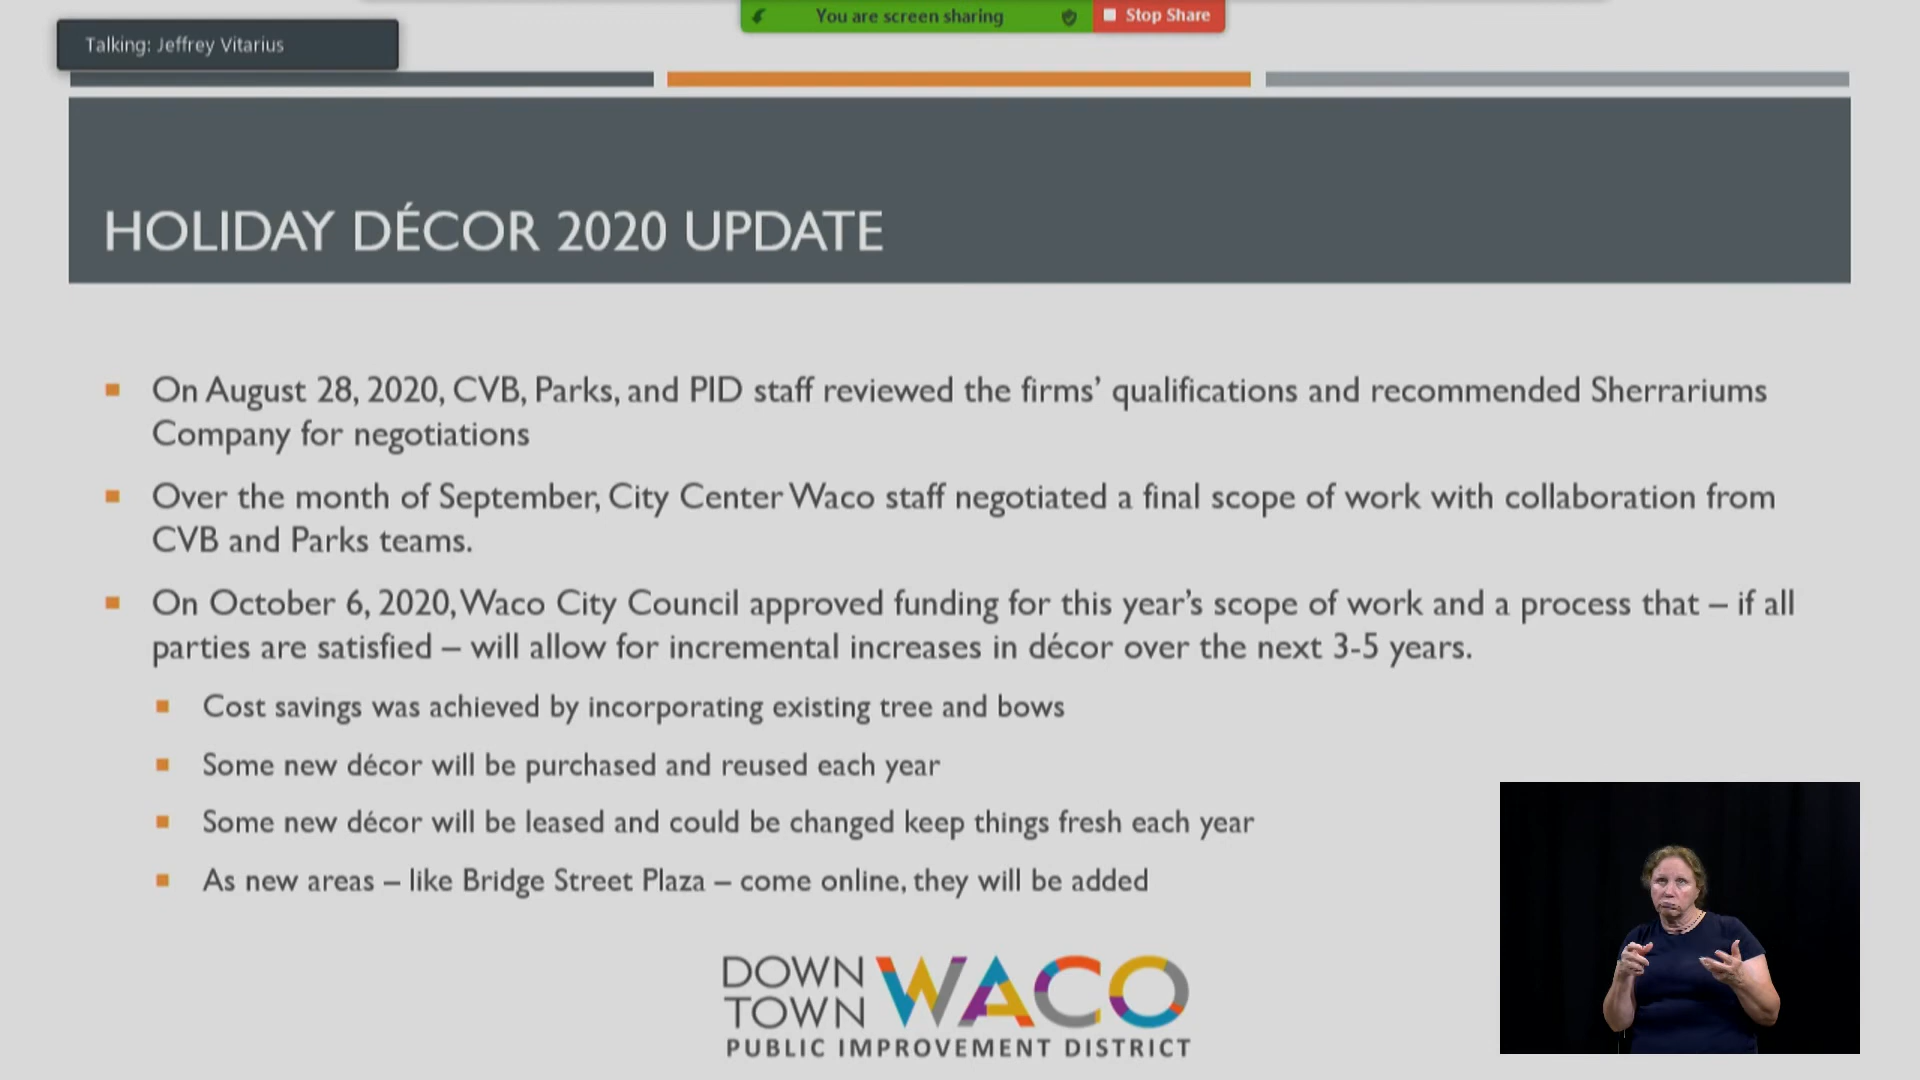 You are screen sharing
Stop Share
Talking: Jeffrey Vitarius
HOLIDAY DÉCOR 2020 UPDATE
On August 28, 2020, CVB, Parks, and PID staff reviewed the firms’ qualifications and recommended Sherrariums
Company for negotiations
Over the month of September, City Center Waco staff negotiated a final scope of work with collaboration from
CVB and Parks teams.
On October 6, 2020, Waco City Council approved funding for this year’s scope of work and a process that – if all
parties are satisfied – will allow for incremental increases in décor over the next 3-5 years.
Cost savings was achieved by incorporating existing tree and bows
Some new décor will be purchased and reused each year
Some new décor will be leased and could be changed keep things fresh each year
As new areas – like Bridge Street Plaza – come online, they will be added
DOWN
TOWN
WACO
PUBLIC IMPROVEMENT DISTRICT